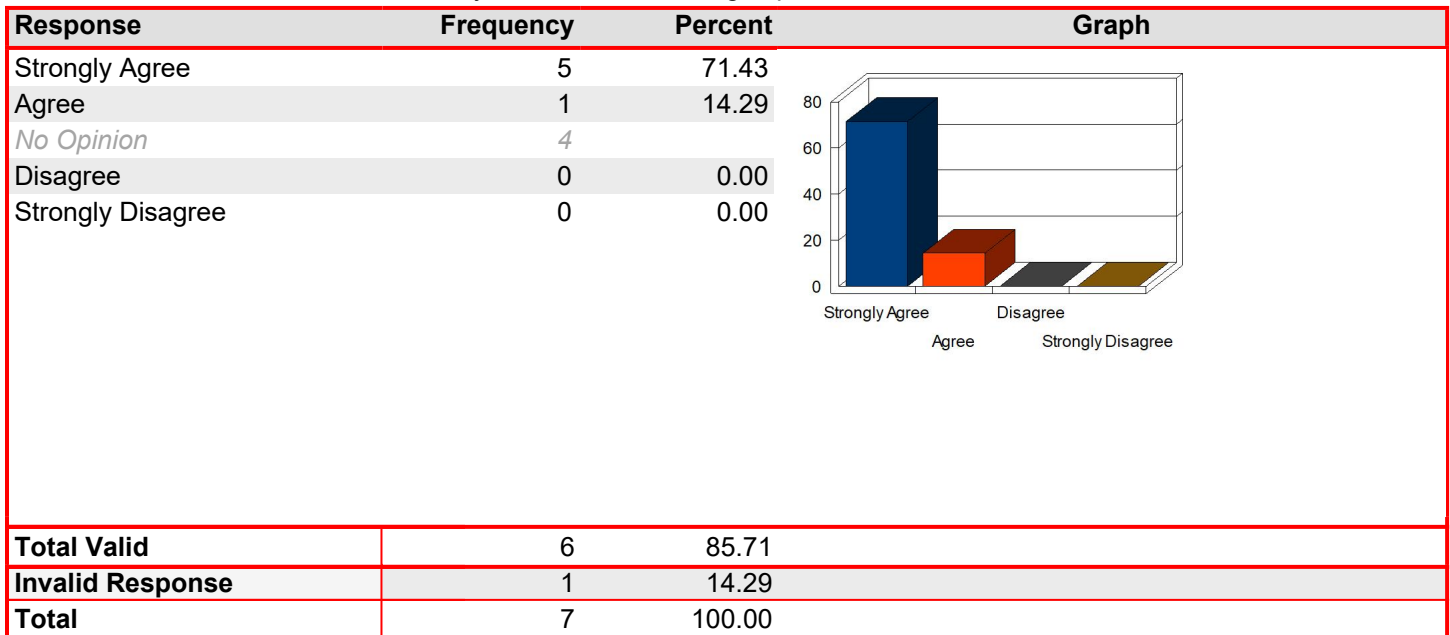 Response Frequency Percent Graph
Strongly Agree 5 71.43
Agree 1 14.29
No Opinion 4
Disagree 0 0.00
Strongly Disagree 0 0.00
80
60
40
20
0
Strongly Agree Disagree
Agree Strongly Disagree
Total Valid 6 85.71
Invalid Response 1 14.29
Total 7 100.00